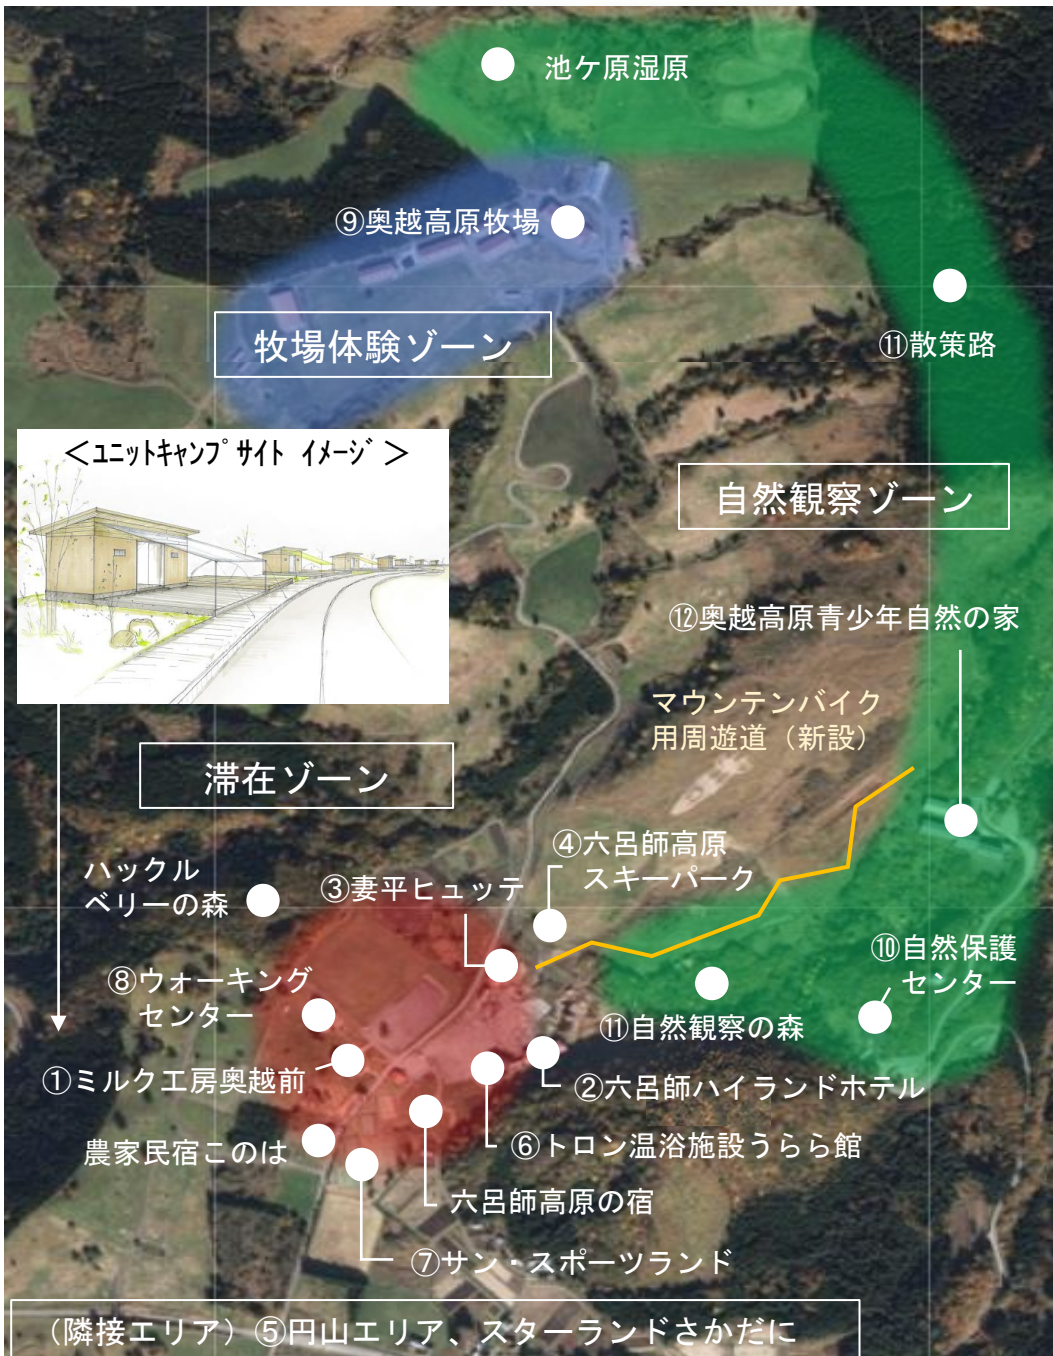 池ケ原湿原
⑨奥越高原牧場
牧場体験ゾーン
⑪散策路
＜ユニットキャンプサイト イメージ＞
自然観察ゾーン
⑫奥越高原青少年自然の家
マウンテンバイク
用周遊道（新設）
滞在ゾーン
④六呂師高原
スキーパーク
ハックル
ベリーの森
③妻平ヒュッテ
⑩自然保護
センター
⑧ウォーキング
センター
⑪自然観察の森
①ミルク工房奥越前
②六呂師ハイランドホテル
農家民宿このは
⑥トロン温浴施設うらら館
六呂師高原の宿
⑦サン・スポーツランド
（隣接エリア）⑤円山エリア、スターランドさかだに